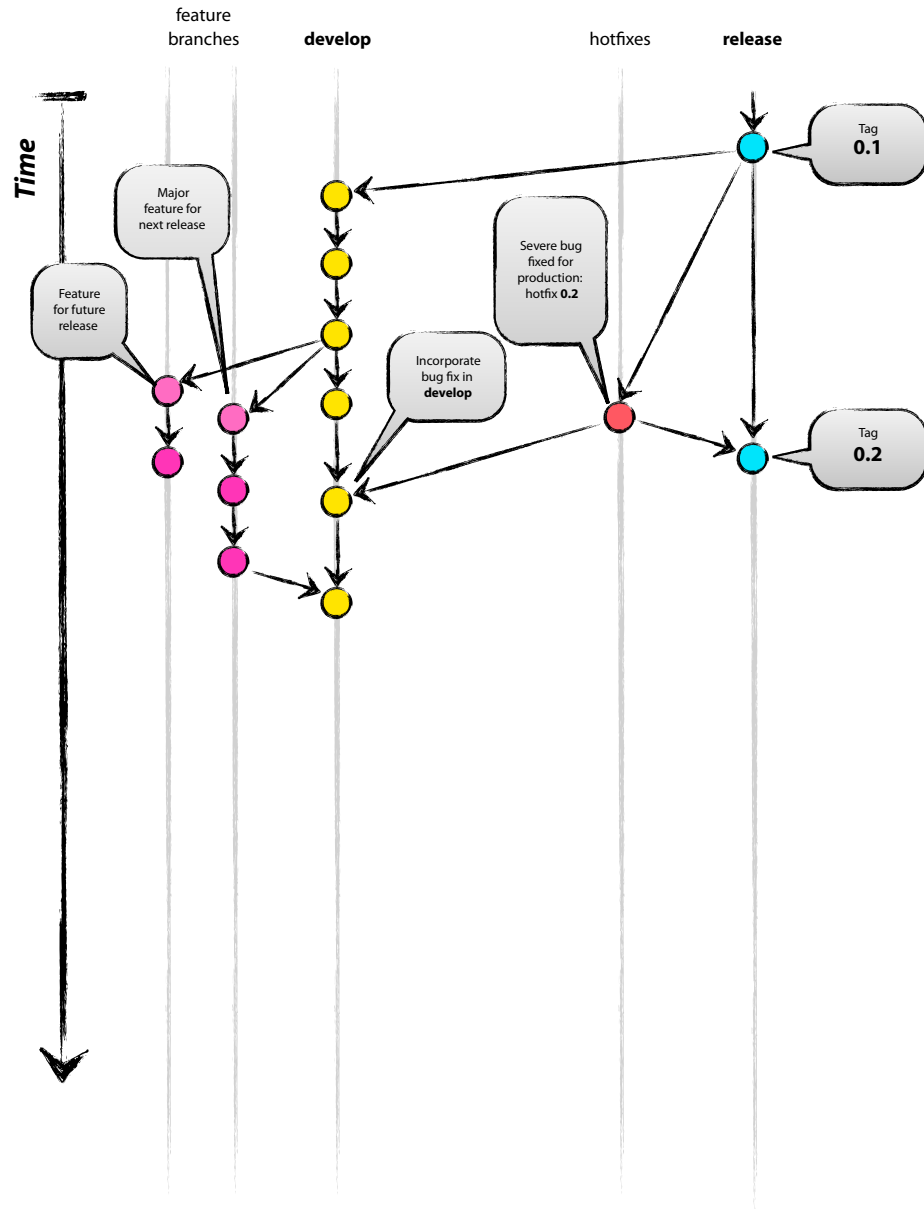 feature
branches
develop
hotfixes
release
Time
Tag
0.1
Major
feature for
next release
Severe bug
fixed for
production:
hotfix 0.2
Feature
for future
release
Incorporate
bug fix in
develop
Tag
0.2